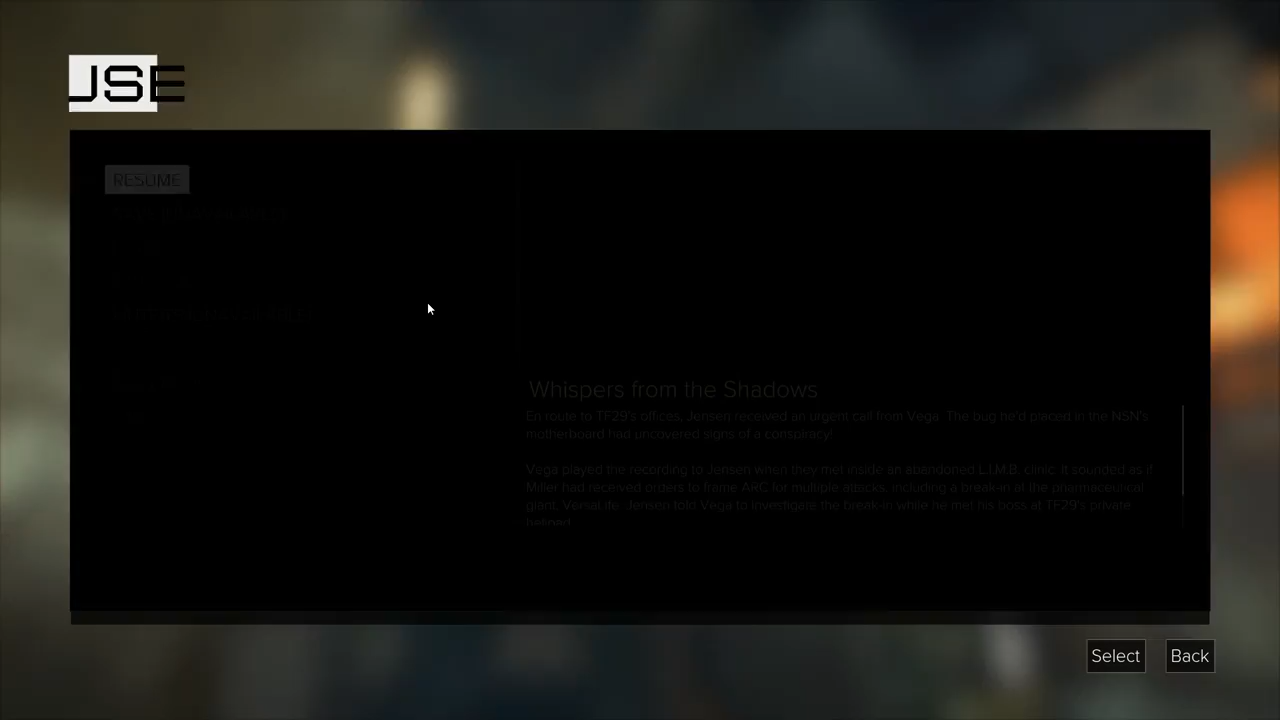 USE
RESUME
Whispers from the Shadows
En route to TF29's offices, Jensen received an urgent call from Vega. The bug he'd placed in the NSN's
motherboard had uncovered signs of a conspiracy!
Vega played the recording to Jensen when they met inside an abandoned L.I.M.B. clinic. It sounded as if
Miller had received orders to frame ARC for multiple attacks, including a break-in at the pharmaceutical
giant, VersaLife. Jensen told Vega to investigate the break-in while he met his boss at TF29's private
helipad.
Select
Back